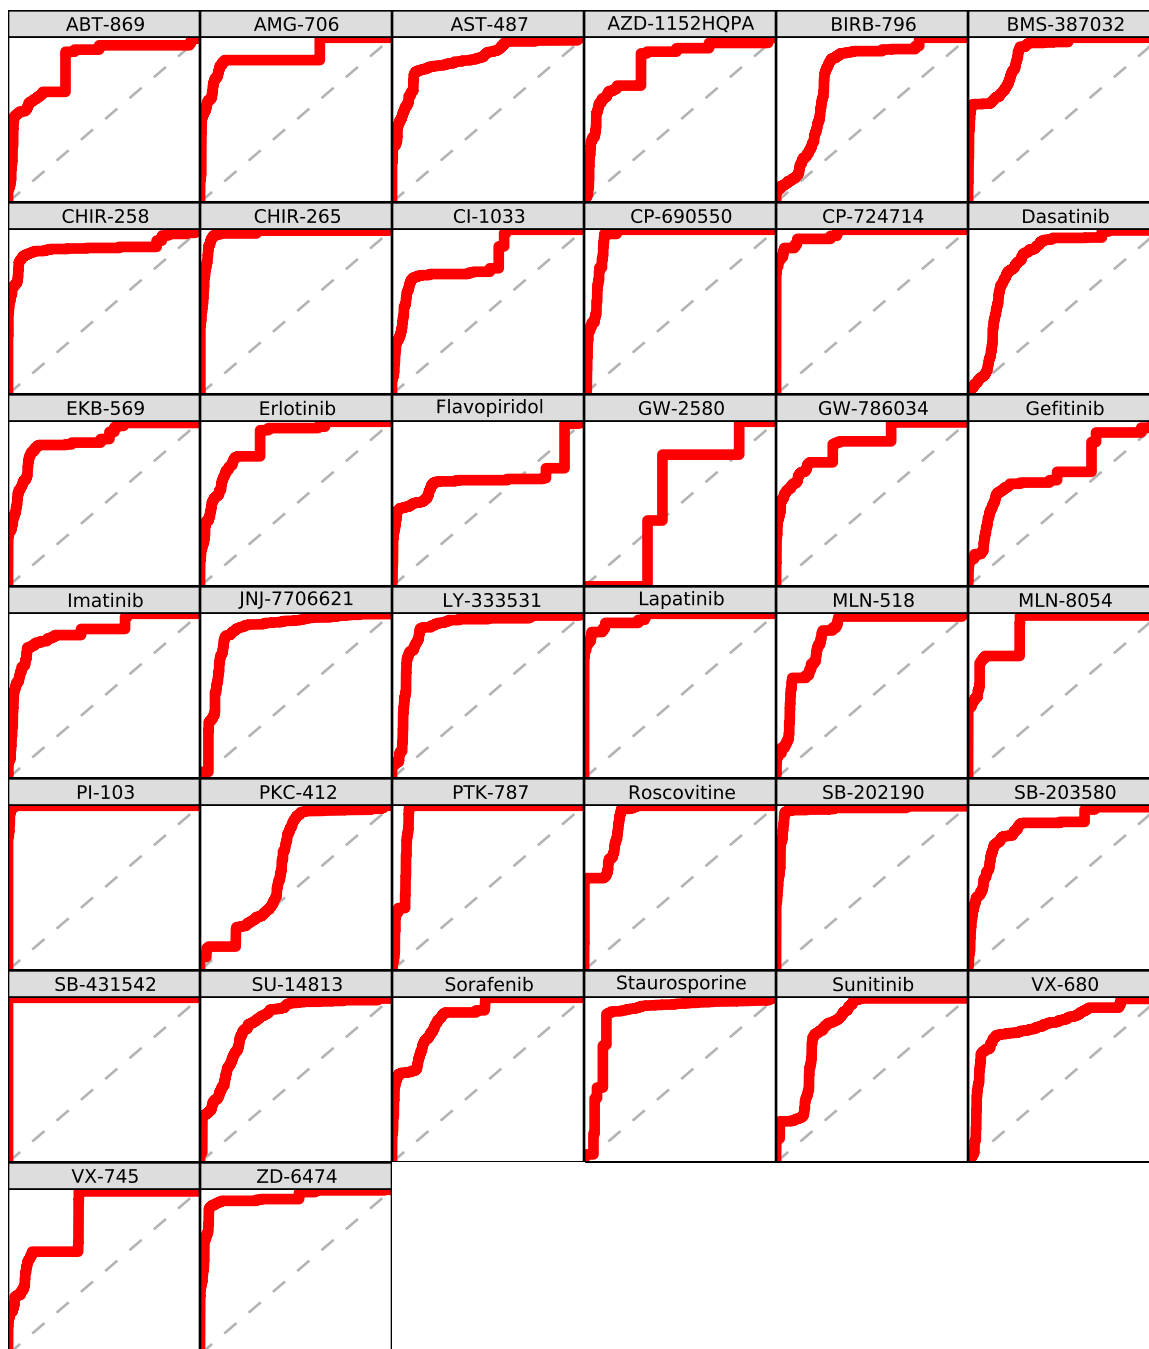 ABT-869 AMG-706 AST-487 AZD-1152HQPA BIRB-796 BMS-387032
CHIR-258 CHIR-265 CI-1033 CP-690550 CP-724714 Dasatinib
EKB-569 Erlotinib Flavopiridol GW-2580 GW-786034 Gefitinib
Imatinib JNJ-7706621 LY-333531 Lapatinib MLN-518 MLN-8054
PI-103 PKC-412 PTK-787 Roscovitine SB-202190 SB-203580
SB-431542 SU-14813 Sorafenib Staurosporine Sunitinib VX-680
VX-745 ZD-6474